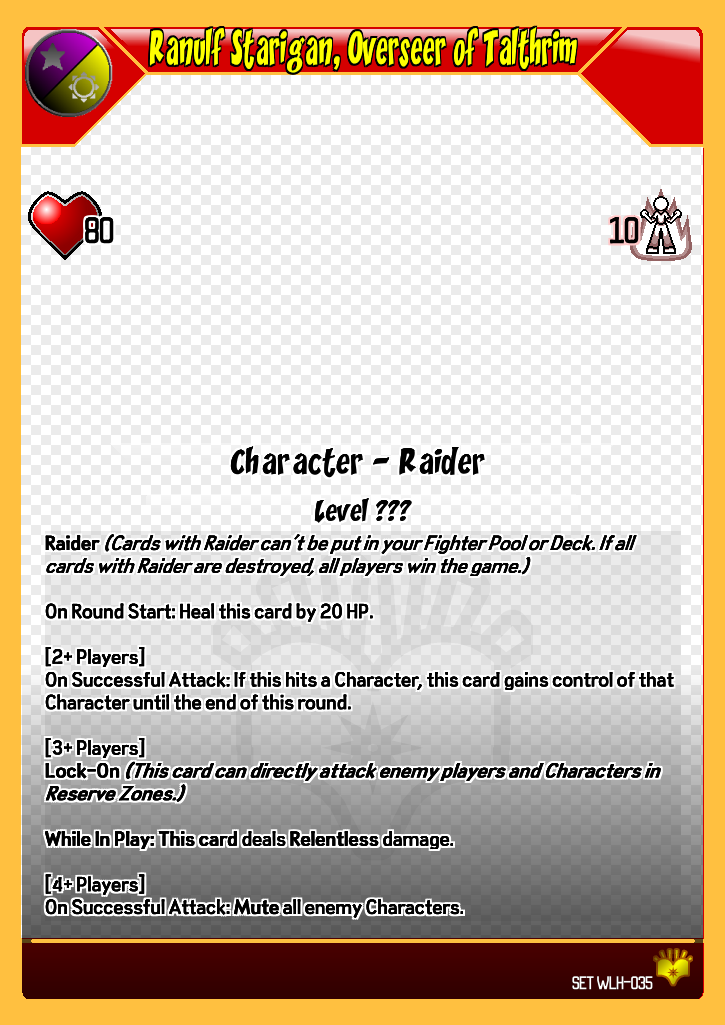 Ranulf Starigan, Overseer of Talthrim
80
10
Character - Raider
Level ???
Raider (Cards with Raider can't be put in your Fighter Pool or Deck. If all
cards with Raider are destroyed, all players win the game.)
On Round Start: Heal this card by 20 HP.
[2+ Players]
On Successful Attack: If this hits a Character, this card gains control of that
Character until the end of this round.
[3+ Players]
Lock-On (This card can directly attack enemy players and Characters in
Reserve Zones.)
While In Play: This card deals Relentless damage.
[4+ Players]
On Successful Attack: Mute all enemy Characters.
SET WLH-035